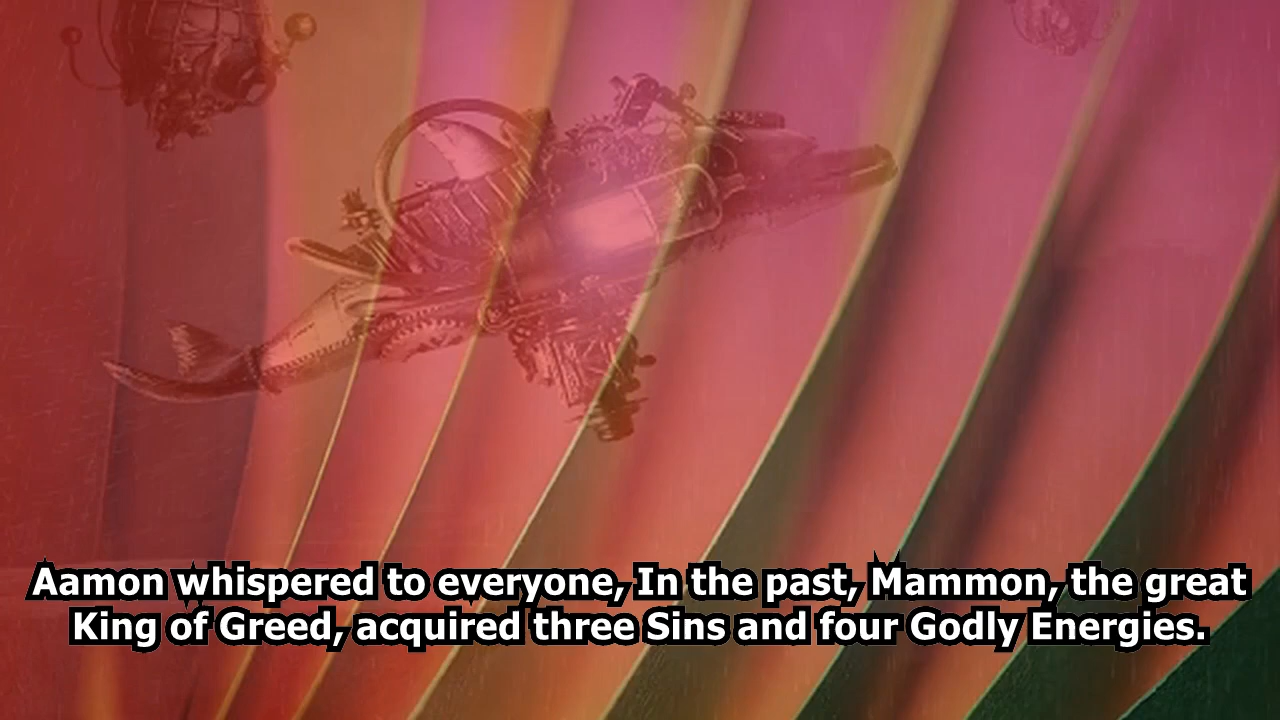 Aamon whispered to everyone, In the past, Mammon, the great
King of Greed, acquired three Sins and four Godly Energies.